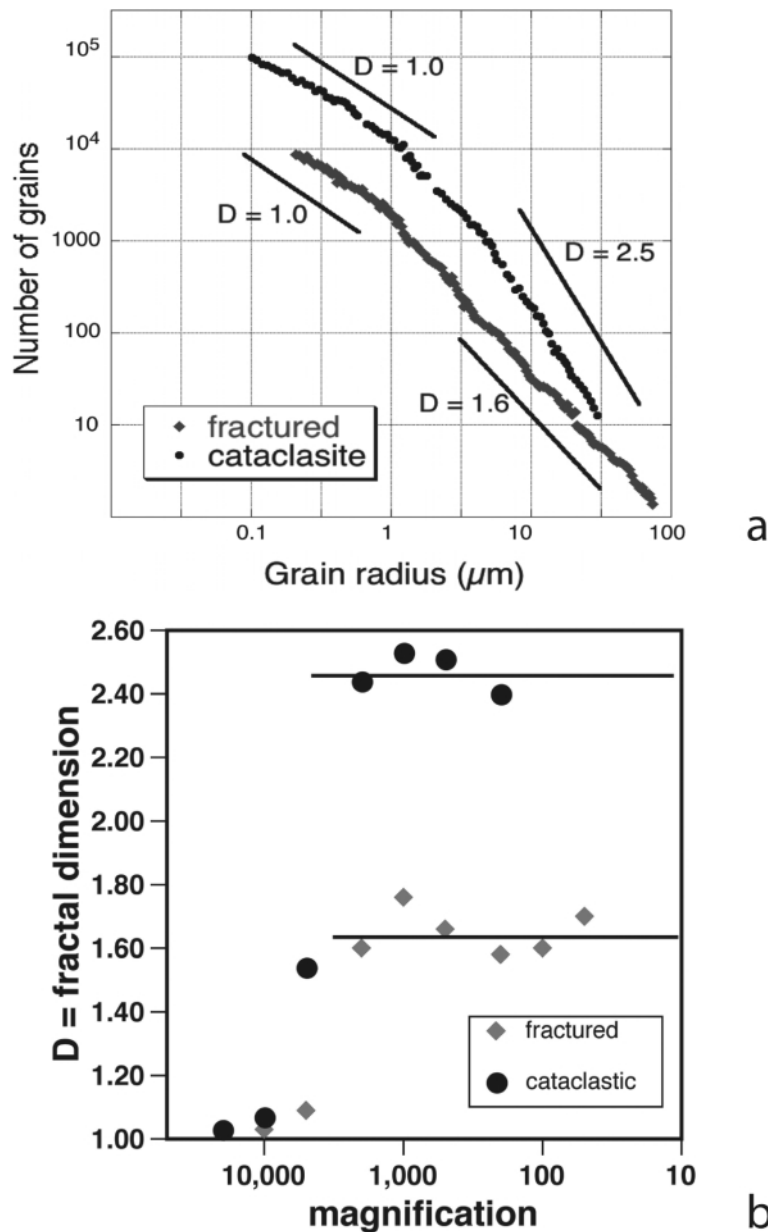 10⁵
D = 1.0
10⁴
Number of grains
D = 1.0
1000
D = 2.5
100
D = 1.6
10
fractured
cataclasite
0.1 1 10 100
Grain radius (µm)
a
2.60
2.40
2.20
2.00
1.80
1.60
1.40
1.20
1.00
D = fractal dimension
fractured
cataclastic
10,000 1,000 100 10
magnification
b